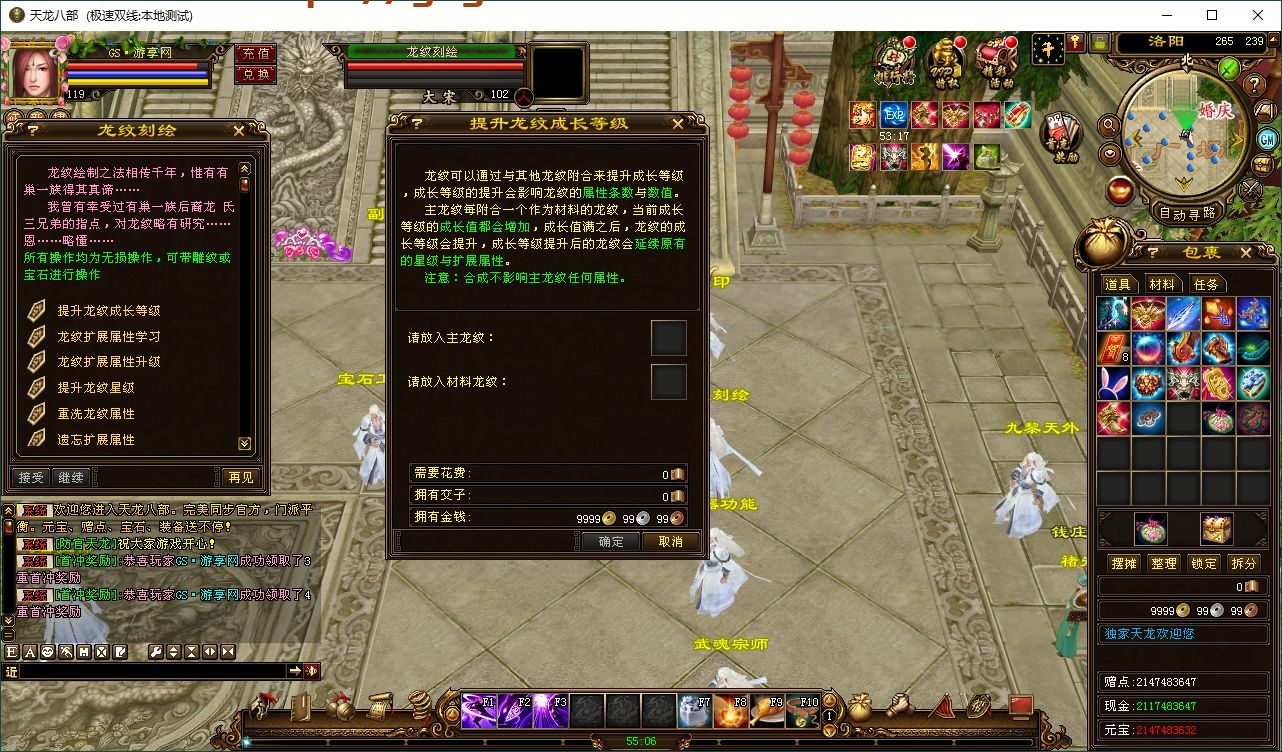 天龙八部 (极速双线:本地测试)
GS·游享网
119
充值
兑换
龙纹刻绘
大宋
102
洛阳
265 239
北
婚庆
自动寻路
GM
EXP
53:17
龙纹刻绘
龙纹绘制之法相传千年，惟有有
巢一族得其真谛……
我曾有幸受过有巢一族后裔龙 氏
三兄弟的指点，对龙纹略有研究……
恩……略懂……
所有操作均为无损操作，可带雕纹或
宝石进行操作
提升龙纹成长等级
龙纹扩展属性学习
龙纹扩展属性升级
提升龙纹星级
重洗龙纹属性
遗忘扩展属性
接受 继续 再见
提升龙纹成长等级
龙纹可以通过与其他龙纹附合来提升成长等级
，成长等级的提升会影响龙纹的属性条数与数值。
主龙纹每附合一个作为材料的龙纹，当前成长
等级的成长值都会增加，成长值满之后，龙纹的成
长等级会提升，成长等级提升后的龙纹会延续原有
的星级与扩展属性。
注意：合成不影响主龙纹任何属性。
请放入主龙纹：
请放入材料龙纹：
需要花费: 0
拥有交子: 0
拥有金钱: 9999 99 99
确定 取消
副
印
宝石工
刻绘
九黎天外
器功能
钱庄
武魂宗师
包裹
道具 材料 任务
8
摆摊 整理 锁定 拆分
0
9999 99 99
独家天龙欢迎您
赠点:2147483647
现金:2117483647
元宝:2147483632
系统 欢迎您进入天龙八部。完美同步官方，门派平
衡。元宝、赠点、宝石、装备送不停!
系统 [防官天龙]祝大家游戏开心!
系统 [首冲奖励]:恭喜玩家GS·游享网成功领取了3
重首冲奖励
系统 [首冲奖励]:恭喜玩家GS·游享网成功领取了4
重首冲奖励
近
F1 F2 F3 F7 F8 F9 F10
1
55:06